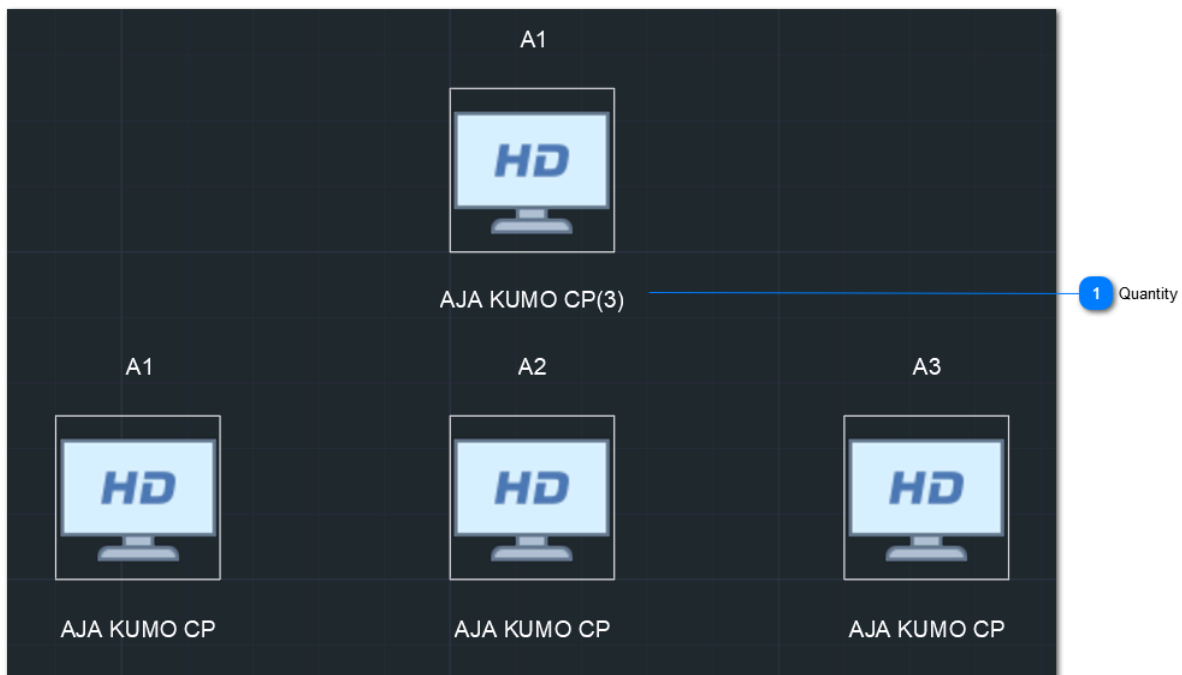 A1
HD
AJA KUMO CP(3)
1 Quantity
A1 A2 A3
HD HD HD
AJA KUMO CP AJA KUMO CP AJA KUMO CP